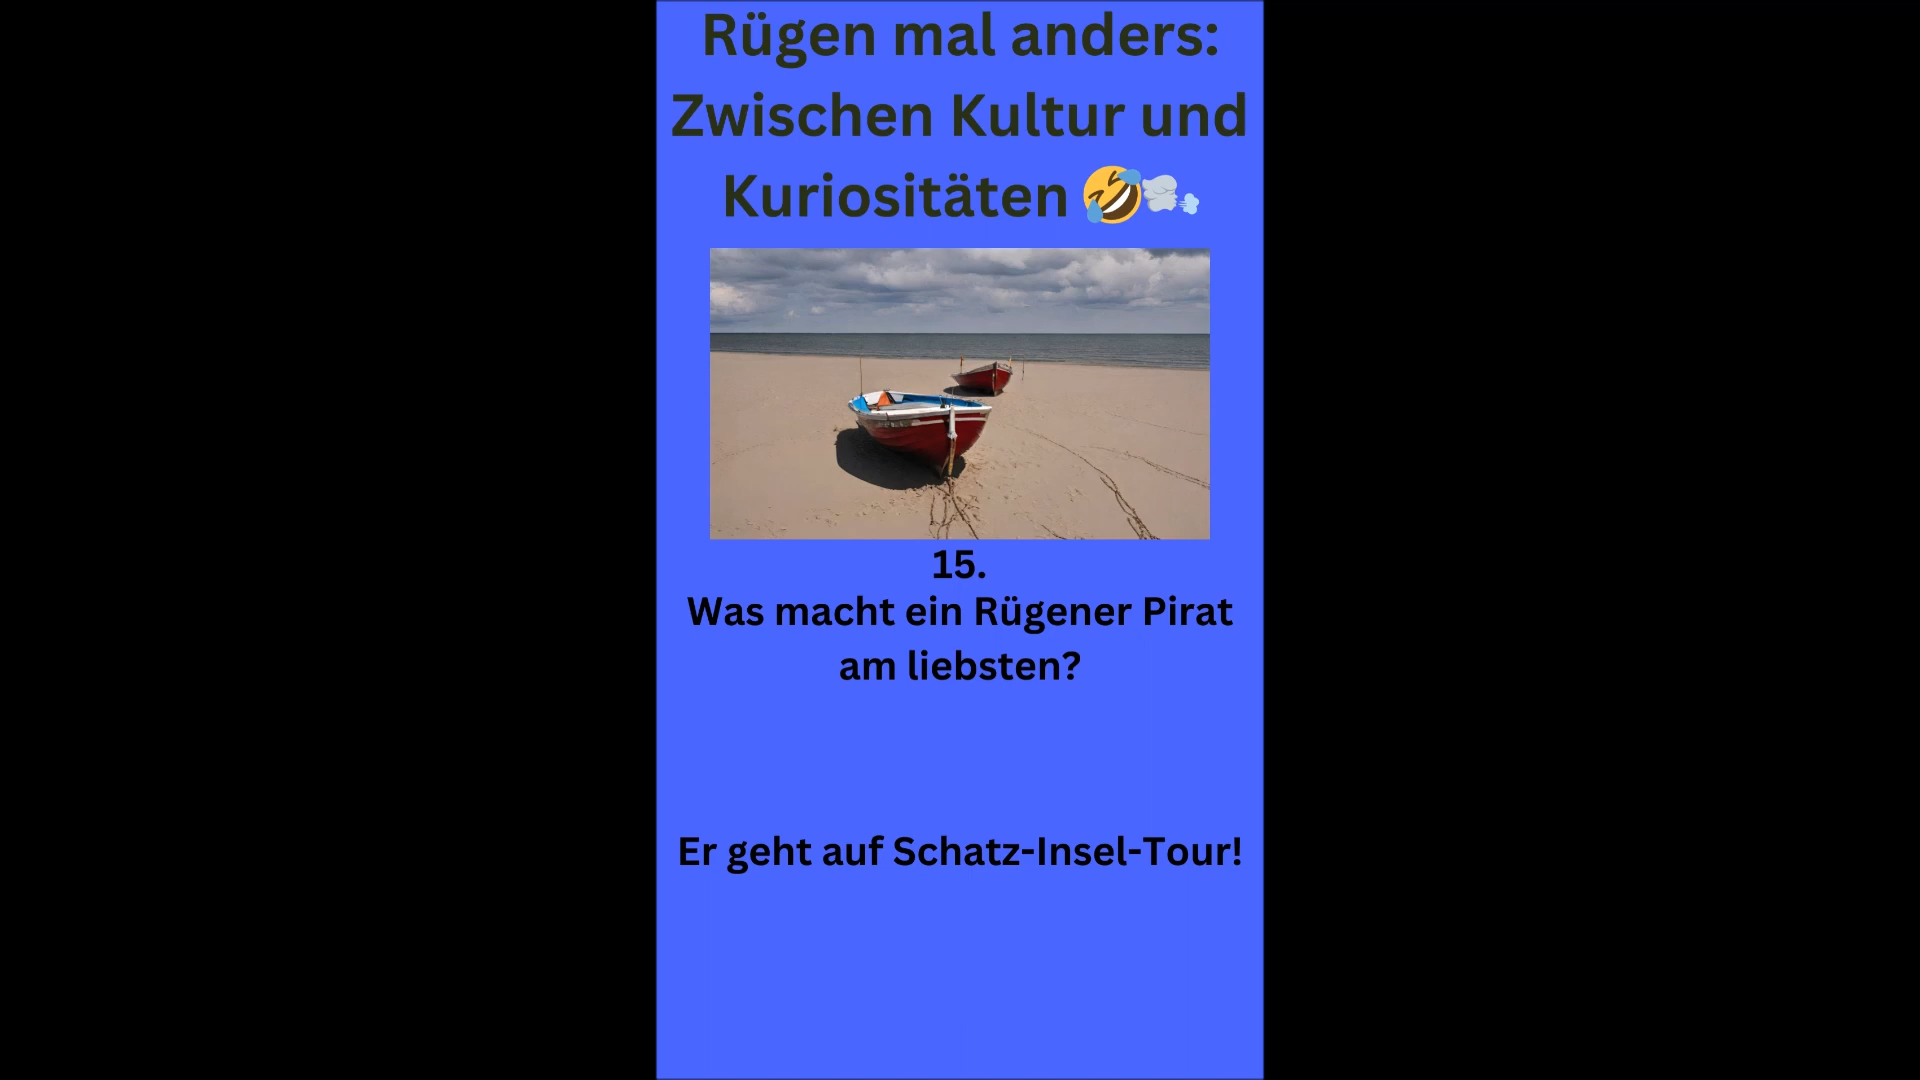 Rügen mal anders:
Zwischen Kultur und
Kuriositäten 🤣💨
15.
Was macht ein Rügener Pirat
am liebsten?
Er geht auf Schatz-Insel-Tour!